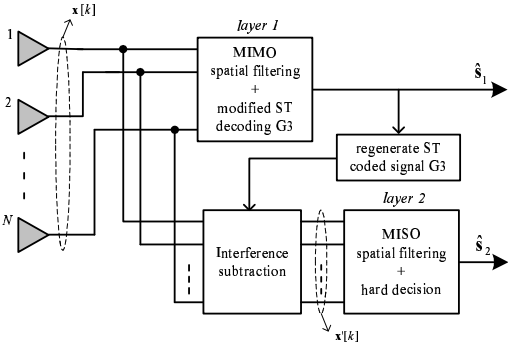 x[k]
layer 1
1
MIMO
spatial filtering
+
modified ST
decoding G3
ŝ1
2
regenerate ST
coded signal G3
layer 2
N
Interference
subtraction
MISO
spatial filtering
+
hard decision
ŝ2
x'[k]